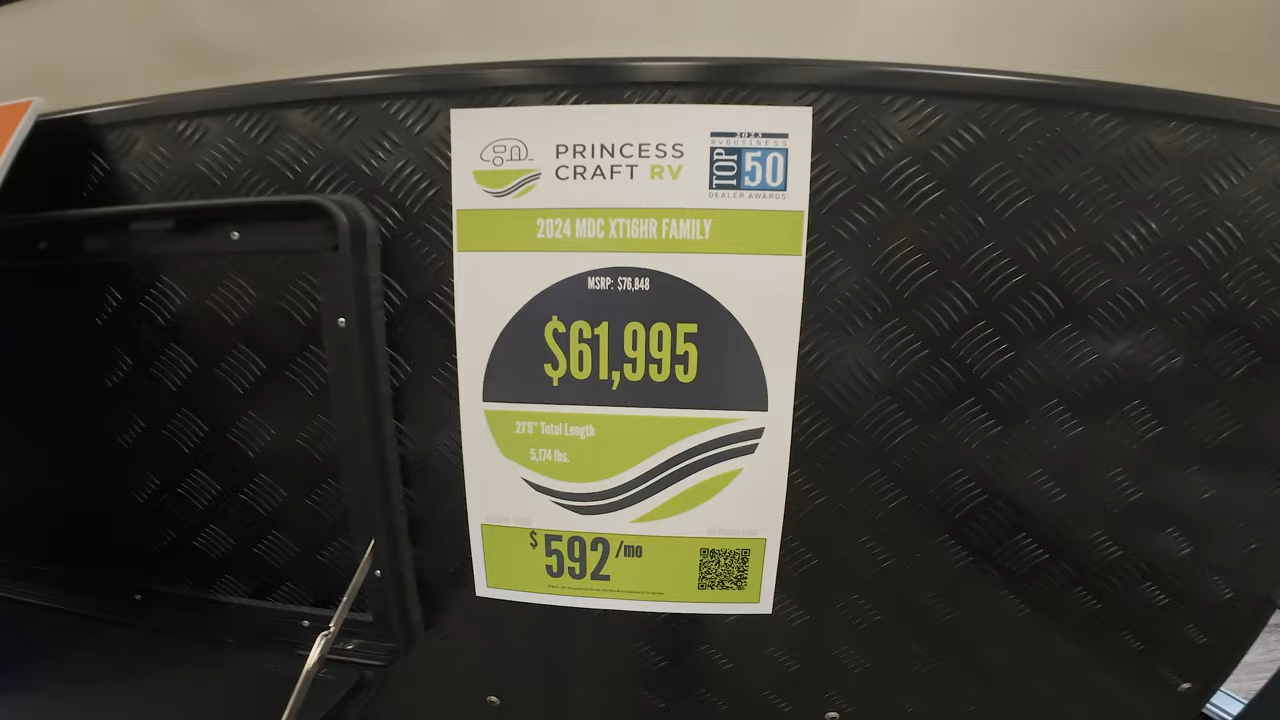 PRINCESS
CRAFT RV
2023
RVBUSINESS
TOP 50
DEALER AWARDS
2024 MDC XT16HR FAMILY
MSRP: $76,848
$61,995
21'6" Total Length
5,174 lbs.
$592/mo